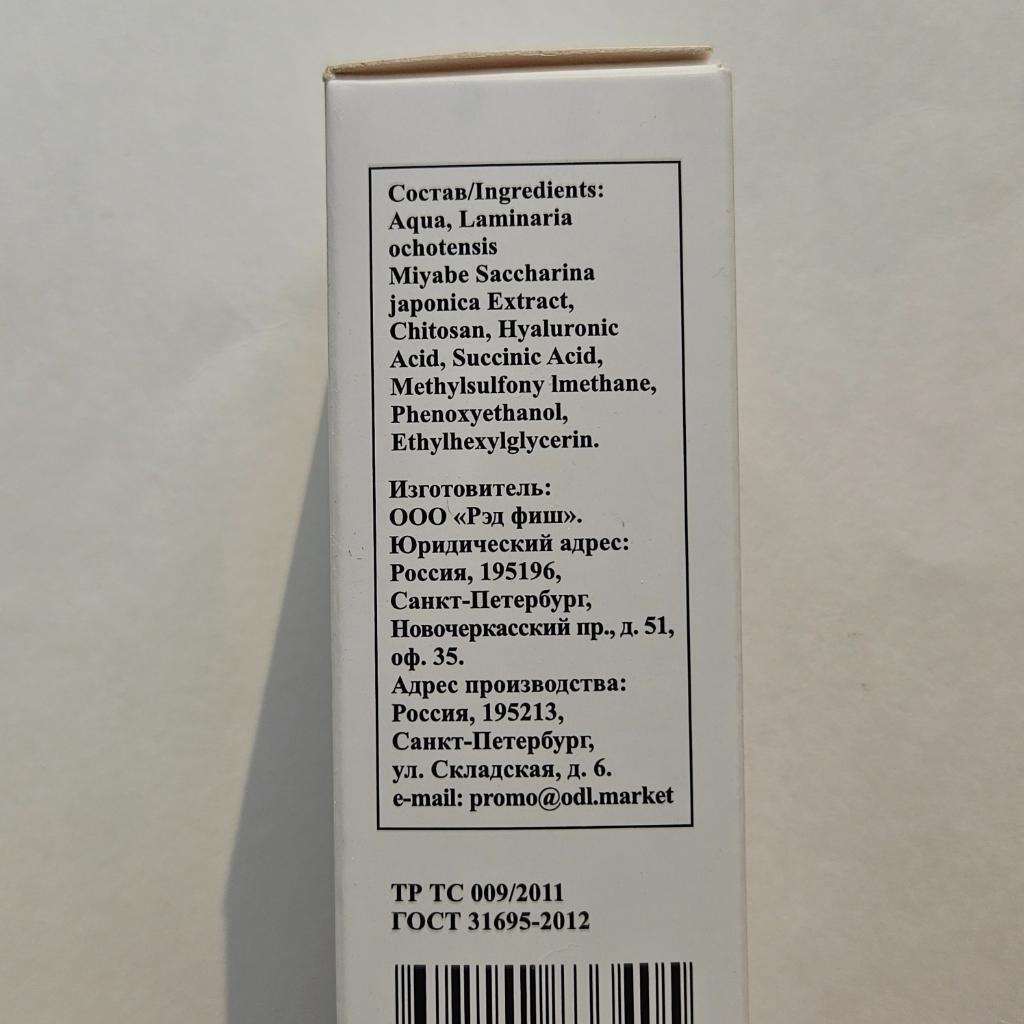 Состав/Ingredients:
Aqua, Laminaria
ochotensis
Miyabe Saccharina
japonica Extract,
Chitosan, Hyaluronic
Acid, Succinic Acid,
Methylsulfony lmethane,
Phenoxyethanol,
Ethylhexylglycerin.
Изготовитель:
ООО «Рэд фиш».
Юридический адрес:
Россия, 195196,
Санкт-Петербург,
Новочеркасский пр., д. 51,
оф. 35.
Адрес производства:
Россия, 195213,
Санкт-Петербург,
ул. Складская, д. 6.
e-mail: promo@odl.market
ТР ТС 009/2011
ГОСТ 31695-2012